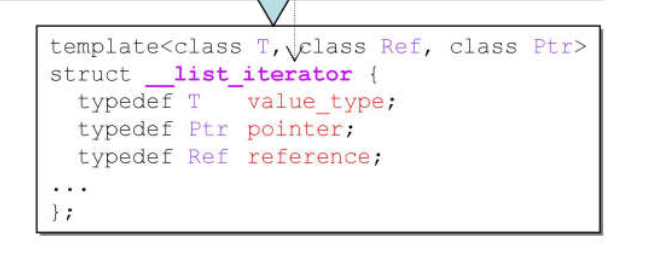 template<class T, class Ref, class Ptr>
struct __list_iterator {
typedef T value_type;
typedef Ptr pointer;
typedef Ref reference;
...
};